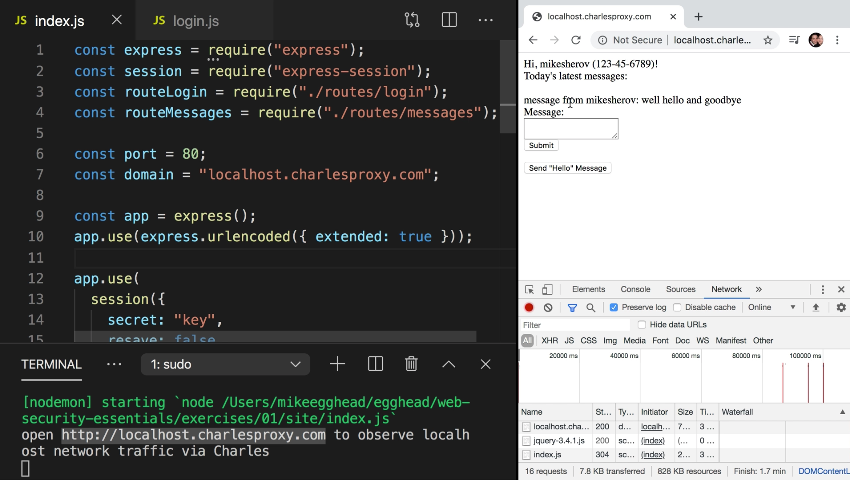 JS index.js
JS login.js
1 const express = require("express");
2 const session = require("express-session");
3 const routeLogin = require("./routes/login");
4 const routeMessages = require("./routes/messages");
5
6 const port = 80;
7 const domain = "localhost.charlesproxy.com";
8
9 const app = express();
10 app.use(express.urlencoded({ extended: true }));
11
12 app.use(
13 session({
14 secret: "key",
15 resave: false,
TERMINAL
1: sudo
[nodemon] starting `node /Users/mikeegghead/egghead/web-
security-essentials/exercises/01/site/index.js`
open http://localhost.charlesproxy.com to observe localh
ost network traffic via Charles
localhost.charlesproxy.com
Not Secure
localhost.charle...
Hi, mikesherov (123-45-6789)!
Today's latest messages:
message from mikesherov: well hello and goodbye
Message:
Submit
Send "Hello" Message
Elements Console Sources Network
Preserve log Disable cache Online
Filter Hide data URLs
All XHR JS CSS Img Media Font Doc WS Manifest Other
20000 ms 40000 ms 60000 ms 80000 ms 100000 ms
Name St... Ty... Initiator Size Ti... Waterfall
localhost.cha... 200 d... localh... 7... 3 ...
jquery-3.4.1.js 200 sc... (index) (... 0 ...
index.js 304 sc... (index) 2... 3 ...
16 requests 7.8 KB transferred 828 KB resources Finish: 1.7 min DOMContentL